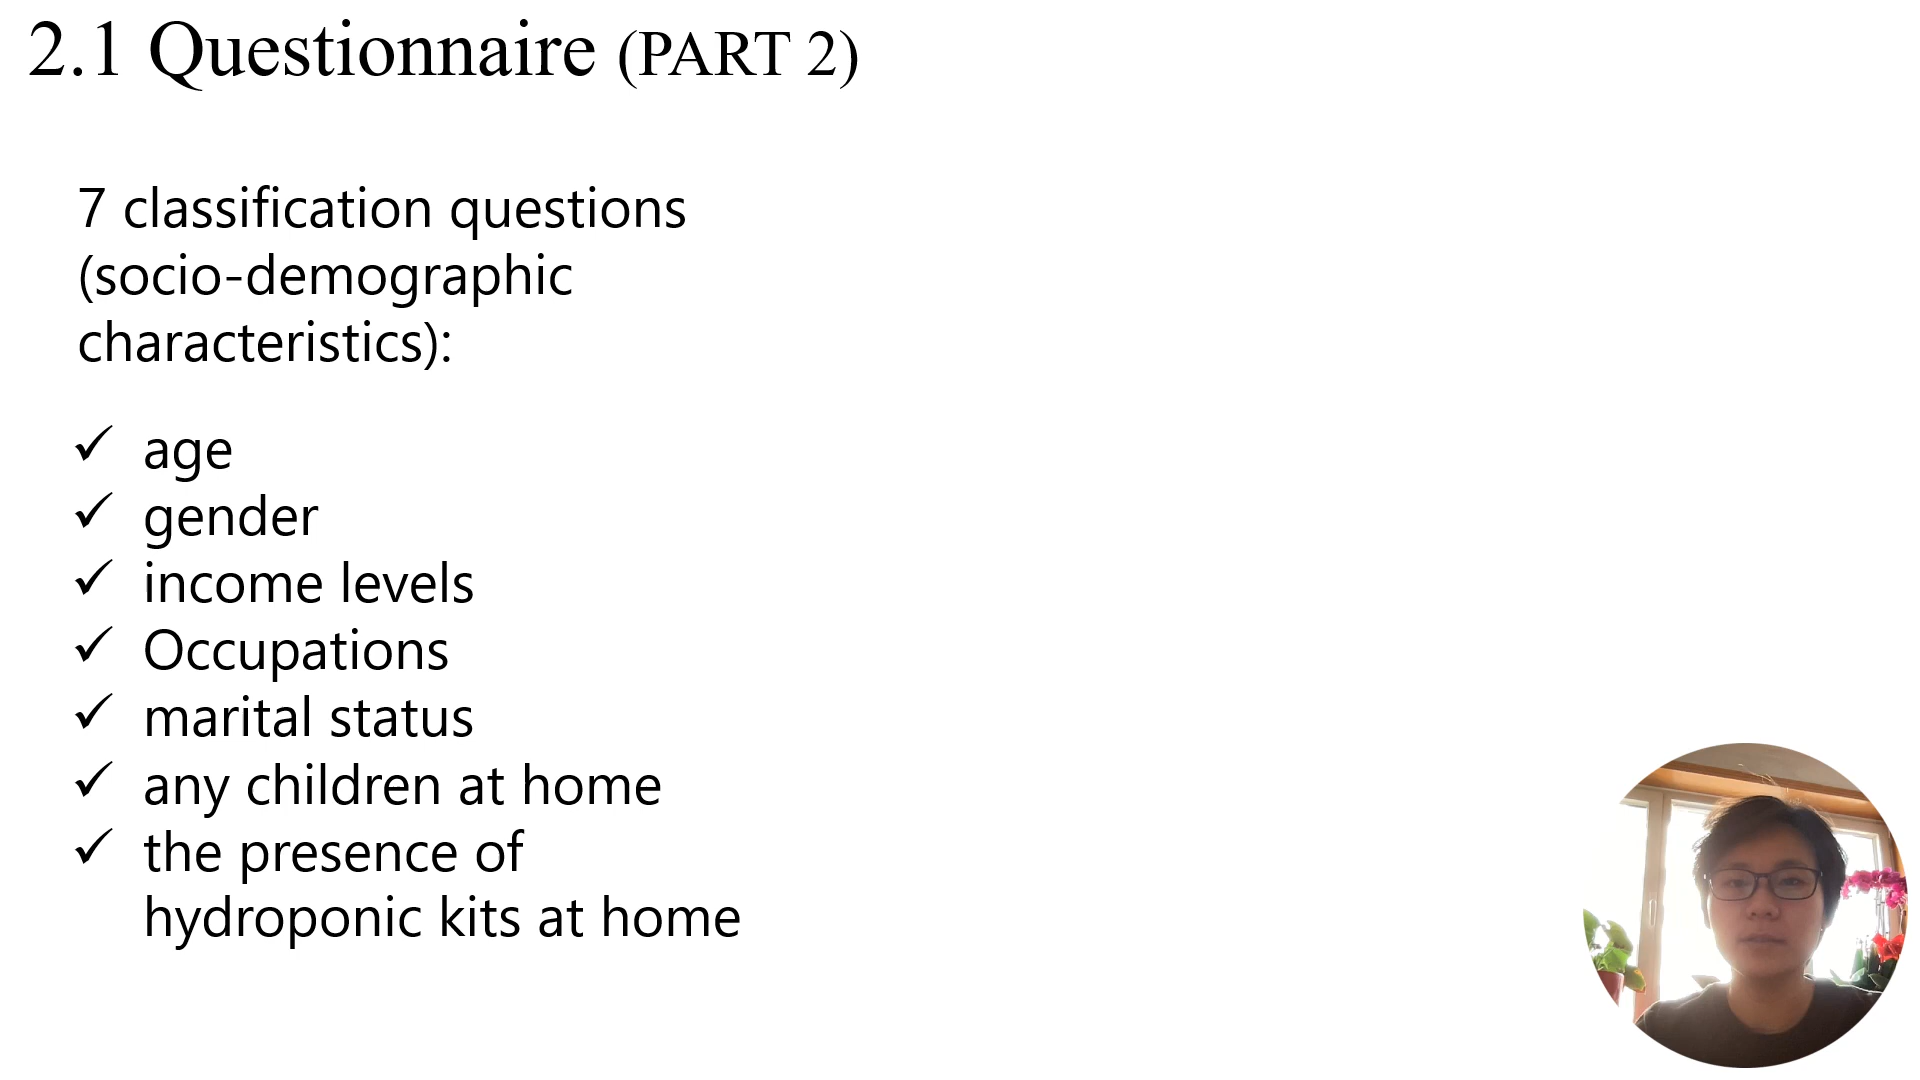 2.1 Questionnaire (PART 2)
7 classification questions
(socio-demographic
characteristics):
✓ age
✓ gender
✓ income levels
✓ Occupations
✓ marital status
✓ any children at home
✓ the presence of
hydroponic kits at home